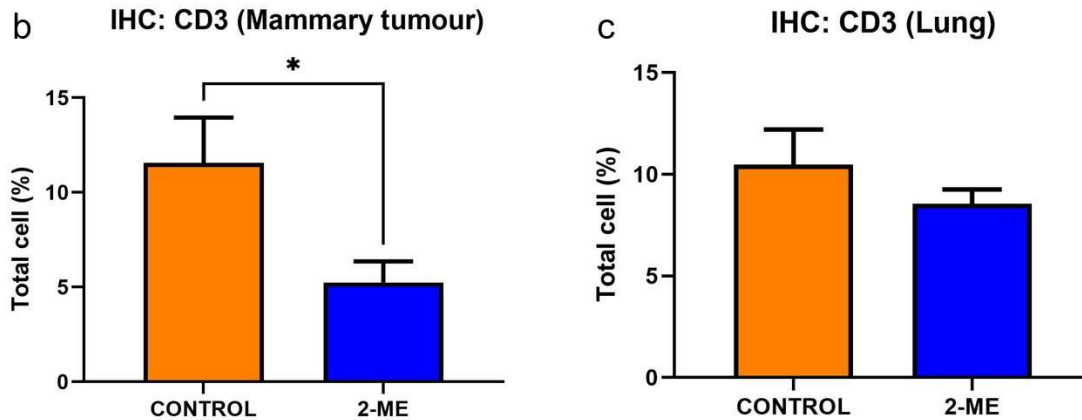 b
IHC: CD3 (Mammary tumour)
*
Total cell (%)
15
10
5
0
CONTROL 2-ME
c
IHC: CD3 (Lung)
Total cell (%)
15
10
5
0
CONTROL 2-ME